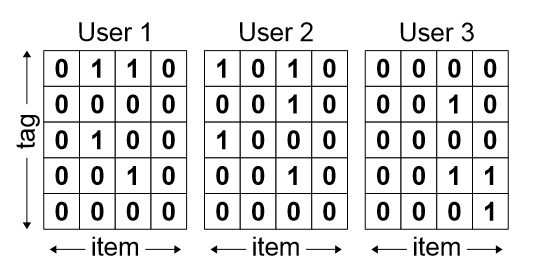 User 1 User 2 User 3
0 1 1 0 1 0 1 0 0 0 0 0
0 0 0 0 0 0 1 0 0 0 1 0
tag
0 1 0 0 1 0 0 0 0 0 0 0
0 0 1 0 0 0 1 0 0 0 1 1
0 0 0 0 0 0 0 0 0 0 0 1
item item item